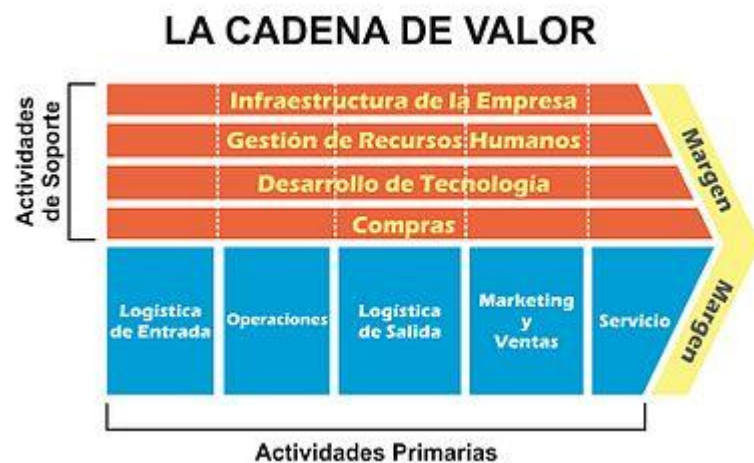 LA CADENA DE VALOR
Actividades
de Soporte
Infraestructura de la Empresa
Gestión de Recursos Humanos
Desarrollo de Tecnología
Compras
Margen
Logística
de Entrada
Operaciones
Logística
de Salida
Marketing
y
Ventas
Servicio
Margen
Actividades Primarias